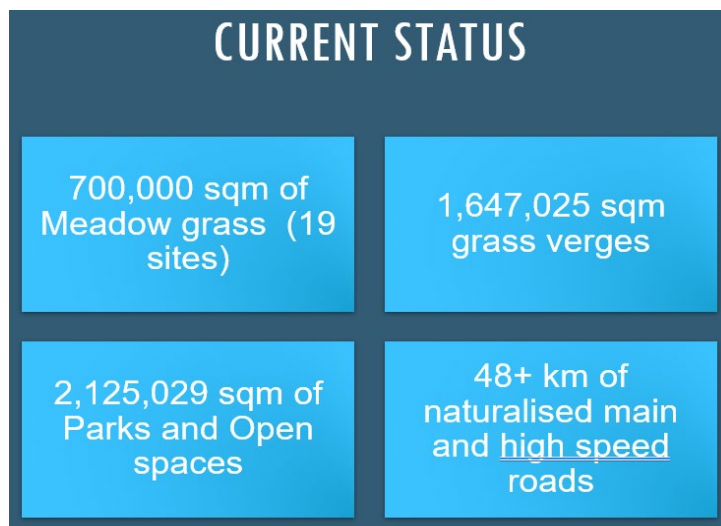 CURRENT STATUS
700,000 sqm of
Meadow grass (19
sites)
1,647,025 sqm
grass verges
2,125,029 sqm of
Parks and Open
spaces
48+ km of
naturalised main
and high speed
roads